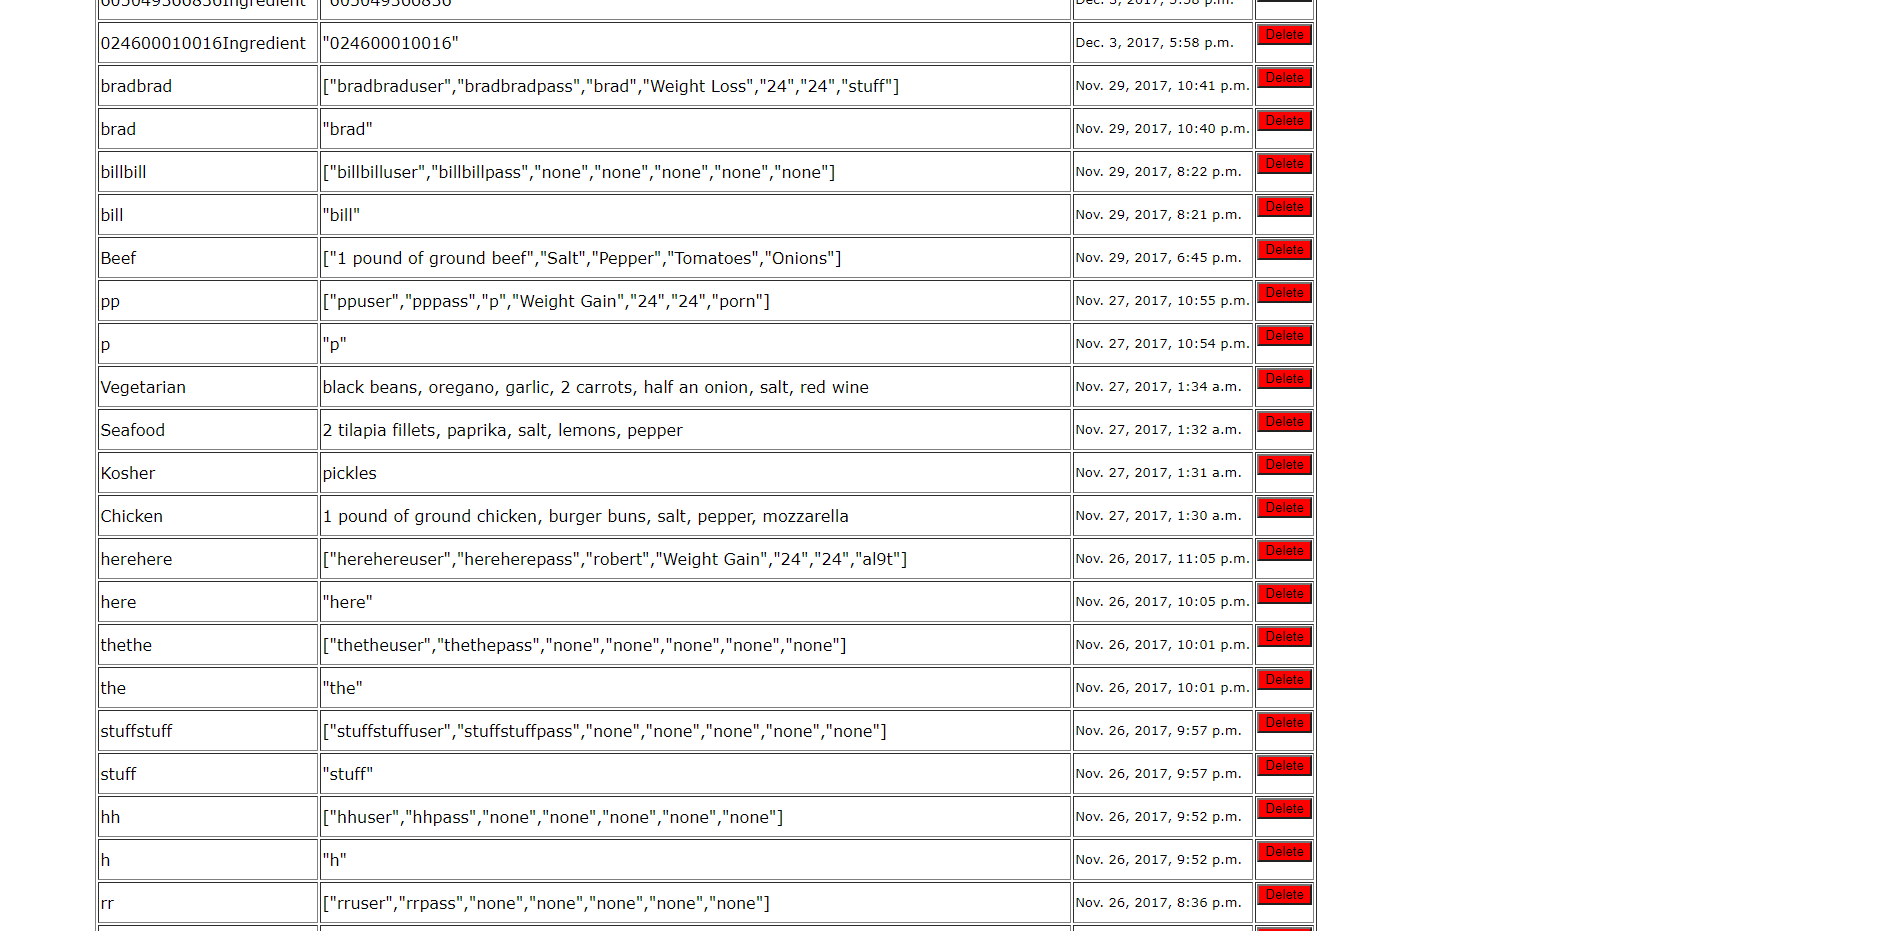 605049366836Ingredient "605049366836" Dec. 3, 2017, 5:58 p.m.
024600010016Ingredient "024600010016" Dec. 3, 2017, 5:58 p.m. Delete
bradbrad ["bradbraduser","bradbradpass","brad","Weight Loss","24","24","stuff"] Nov. 29, 2017, 10:41 p.m. Delete
brad "brad" Nov. 29, 2017, 10:40 p.m. Delete
billbill ["billbilluser","billbillpass","none","none","none","none","none"] Nov. 29, 2017, 8:22 p.m. Delete
bill "bill" Nov. 29, 2017, 8:21 p.m. Delete
Beef ["1 pound of ground beef","Salt","Pepper","Tomatoes","Onions"] Nov. 29, 2017, 6:45 p.m. Delete
pp ["ppuser","pppass","p","Weight Gain","24","24","porn"] Nov. 27, 2017, 10:55 p.m. Delete
p "p" Nov. 27, 2017, 10:54 p.m. Delete
Vegetarian black beans, oregano, garlic, 2 carrots, half an onion, salt, red wine Nov. 27, 2017, 1:34 a.m. Delete
Seafood 2 tilapia fillets, paprika, salt, lemons, pepper Nov. 27, 2017, 1:32 a.m. Delete
Kosher pickles Nov. 27, 2017, 1:31 a.m. Delete
Chicken 1 pound of ground chicken, burger buns, salt, pepper, mozzarella Nov. 27, 2017, 1:30 a.m. Delete
herehere ["herehereuser","hereherepass","robert","Weight Gain","24","24","al9t"] Nov. 26, 2017, 11:05 p.m. Delete
here "here" Nov. 26, 2017, 10:05 p.m. Delete
thethe ["thetheuser","thethepass","none","none","none","none","none"] Nov. 26, 2017, 10:01 p.m. Delete
the "the" Nov. 26, 2017, 10:01 p.m. Delete
stuffstuff ["stuffstuffuser","stuffstuffpass","none","none","none","none","none"] Nov. 26, 2017, 9:57 p.m. Delete
stuff "stuff" Nov. 26, 2017, 9:57 p.m. Delete
hh ["hhuser","hhpass","none","none","none","none","none"] Nov. 26, 2017, 9:52 p.m. Delete
h "h" Nov. 26, 2017, 9:52 p.m. Delete
rr ["rruser","rrpass","none","none","none","none","none"] Nov. 26, 2017, 8:36 p.m. Delete